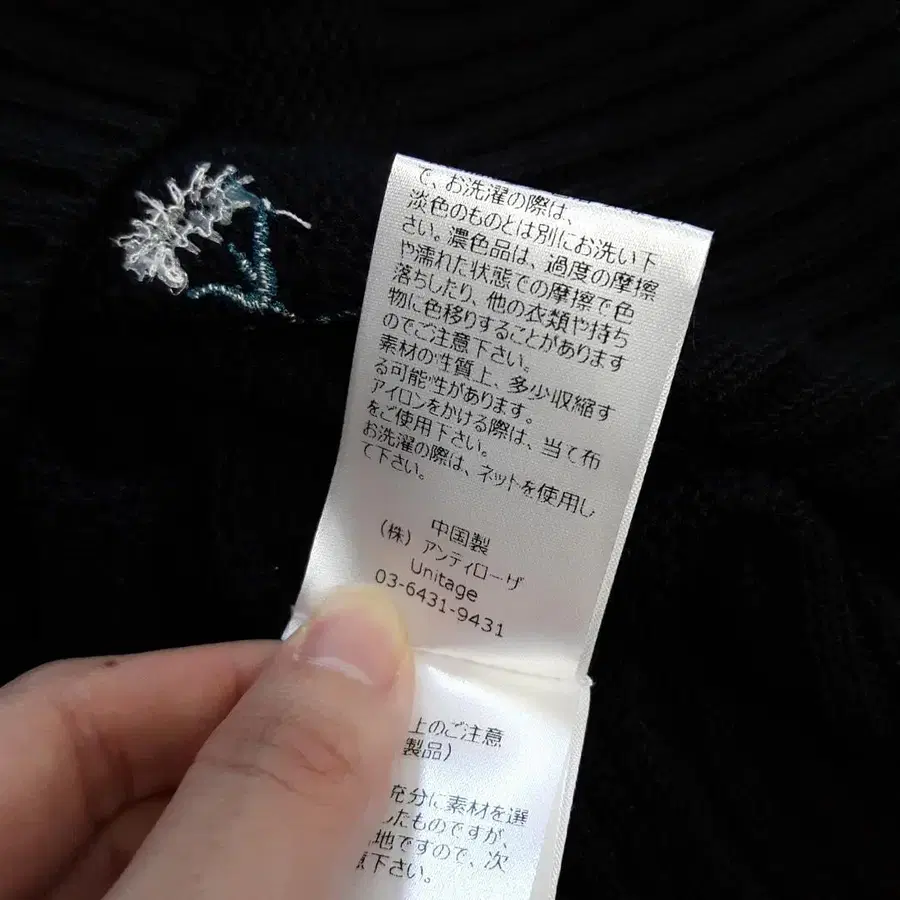 で、お洗濯の際は、
淡色のものとは別にお洗い下
さい。濃色品は、過度の摩擦
や濡れた状態での摩擦で色
落ちしたり、他の衣類や持ち
物に色移りすることがあります
のでご注意下さい。
素材の性質上、多少収縮す
る可能性があります。
アイロンをかける際は、当て布
をご使用下さい。
お洗濯の際は、ネットを使用し
て下さい。
中国製
(株) アンティローザ
Unitage
03-6431-9431
上のご注意
製品)
充分に素材を選
したものですが、
地ですので、次
意下さい。